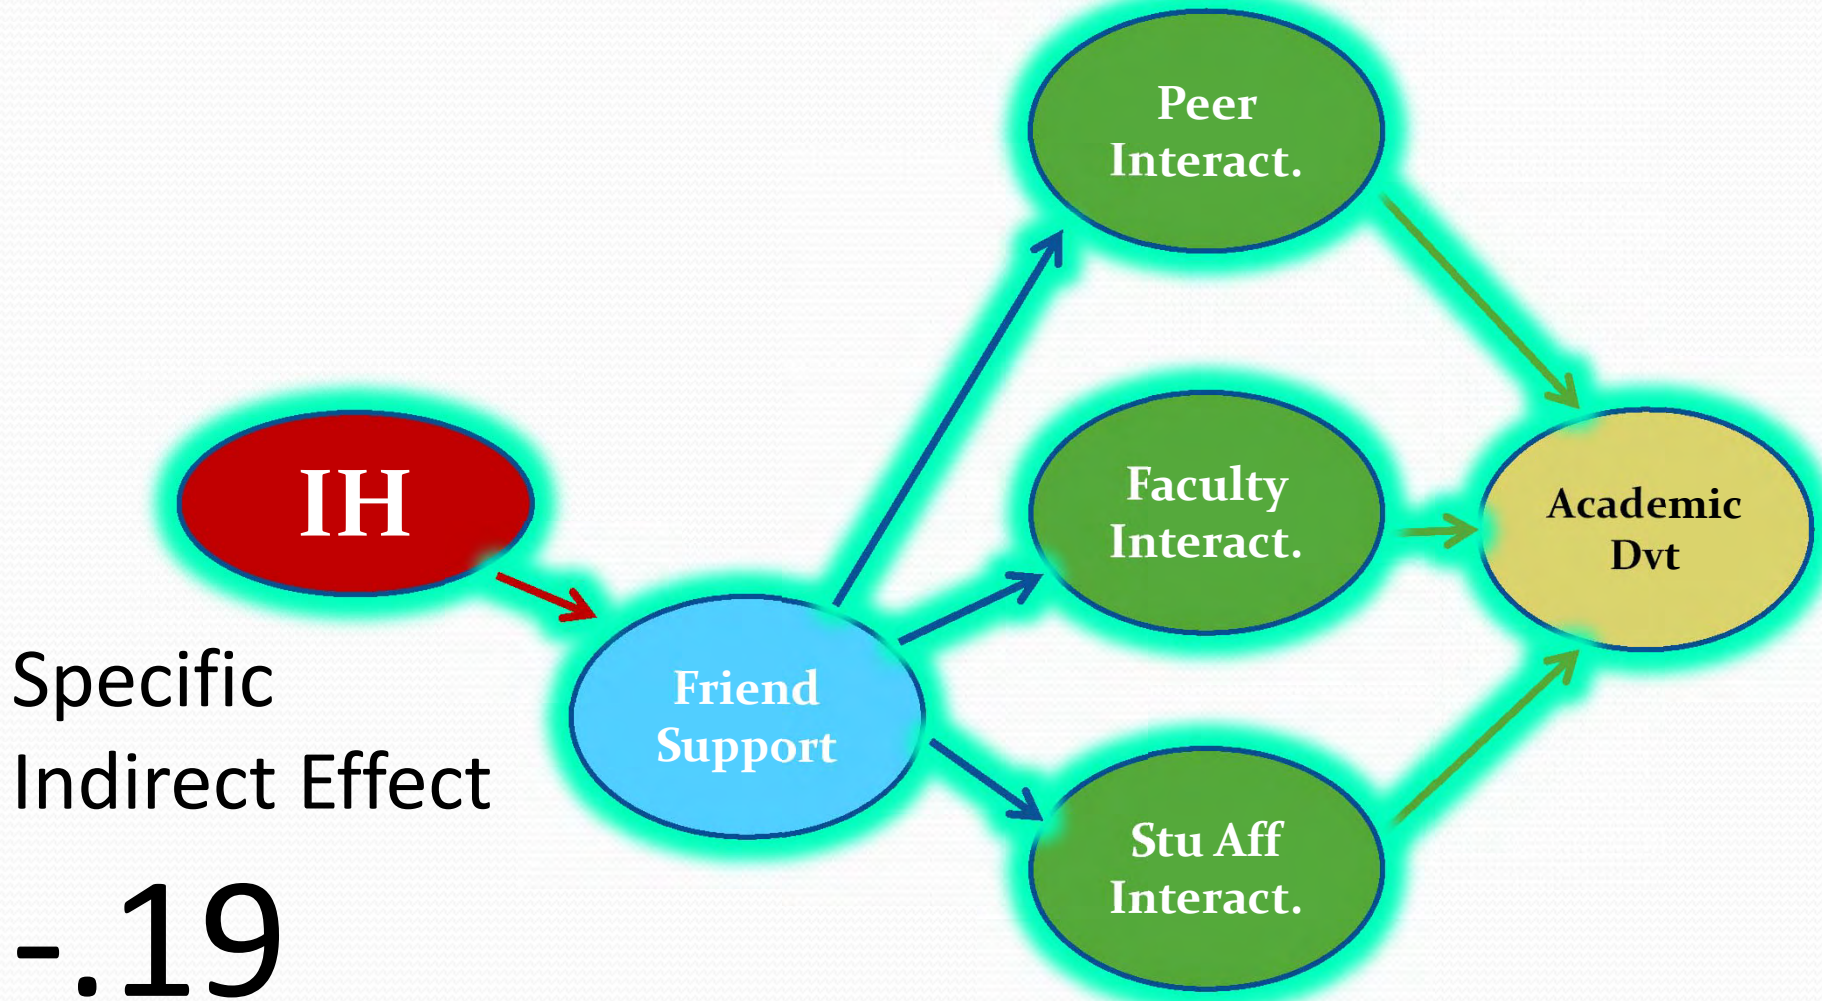 Peer
Interact.
IH
Faculty
Interact.
Academic
Dvt
Friend
Support
Stu Aff
Interact.
Specific
Indirect Effect
-.19